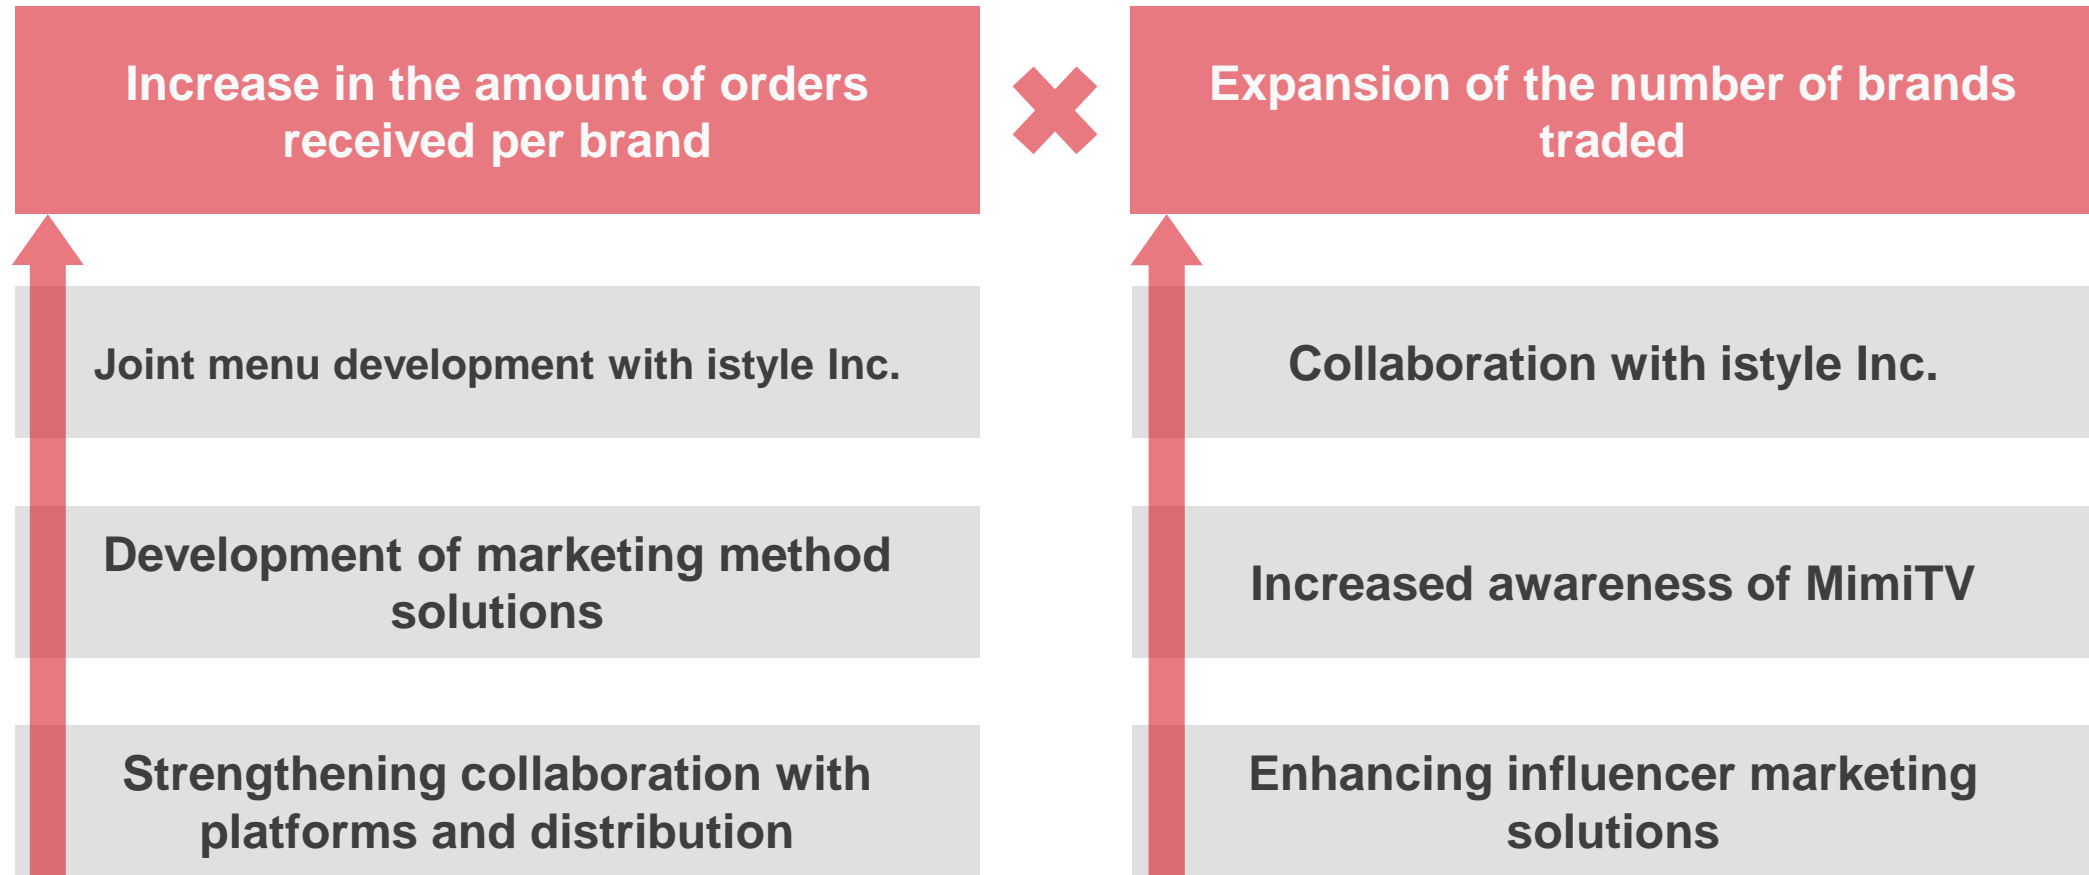 Increase in the amount of orders
received per brand
Expansion of the number of brands
traded
Joint menu development with istyle Inc.
Development of marketing method
solutions
Strengthening collaboration with
platforms and distribution
Collaboration with istyle Inc.
Increased awareness of MimiTV
Enhancing influencer marketing
solutions